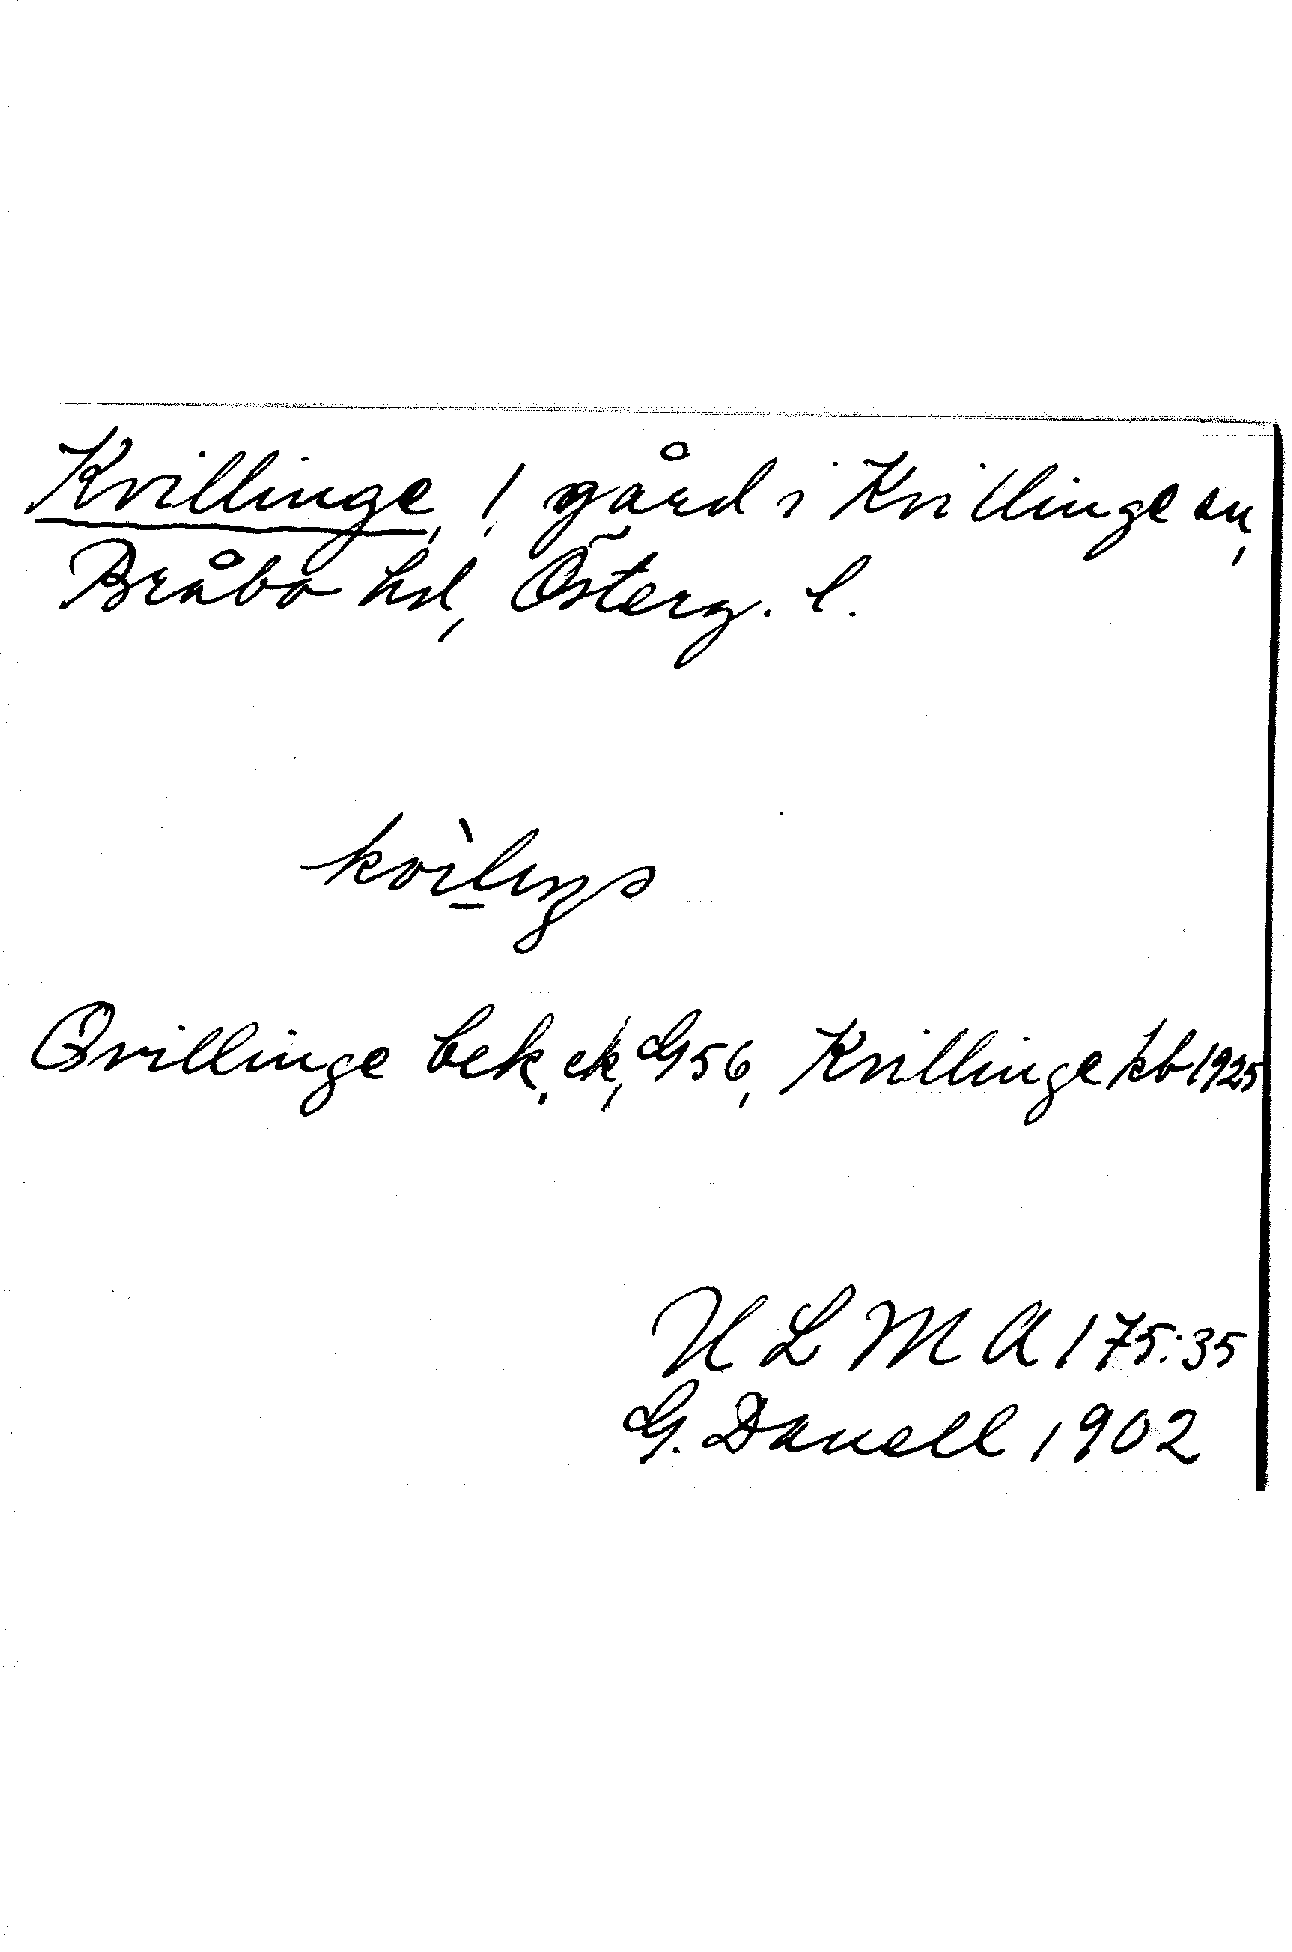 Kvillinge, 1 gård i Kvillinge sn,
Bråbo hd, Österg. l.
Qvillinge bek. ek, G56, Kvillinge kb 1925
ULMA 175:35
G. Danell 1902